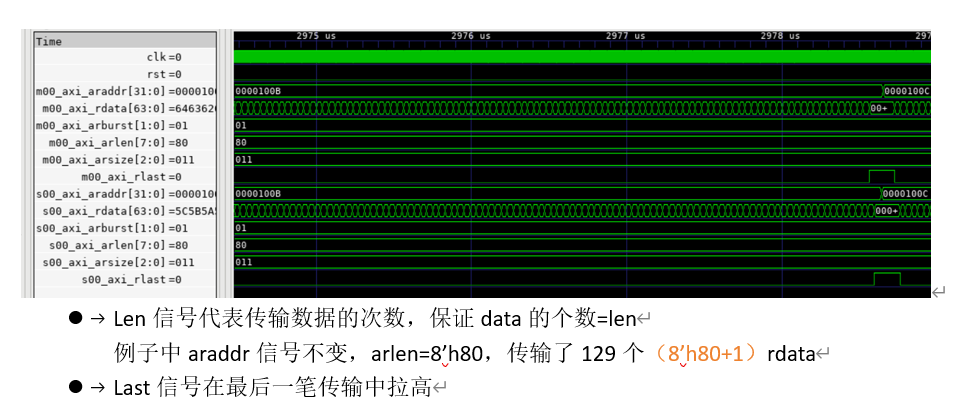 Time
2975 us
2976 us
2977 us
2978 us
297
clk=0
rst=0
m00_axi_araddr[31:0]=0000100
0000100B
0000100C
m00_axi_rdata[63:0]=6463626
00+
m00_axi_arburst[1:0]=01
01
m00_axi_arlen[7:0]=80
80
m00_axi_arsize[2:0]=011
011
m00_axi_rlast=0
s00_axi_araddr[31:0]=0000100
0000100B
0000100C
s00_axi_rdata[63:0]=5C5B5A5
000+
s00_axi_arburst[1:0]=01
01
s00_axi_arlen[7:0]=80
80
s00_axi_arsize[2:0]=011
011
s00_axi_rlast=0
● → Len 信号代表传输数据的次数，保证 data 的个数=len↵
例子中 araddr 信号不变，arlen=8’h80，传输了 129 个（8’h80+1）rdata↵
● → Last 信号在最后一笔传输中拉高↵